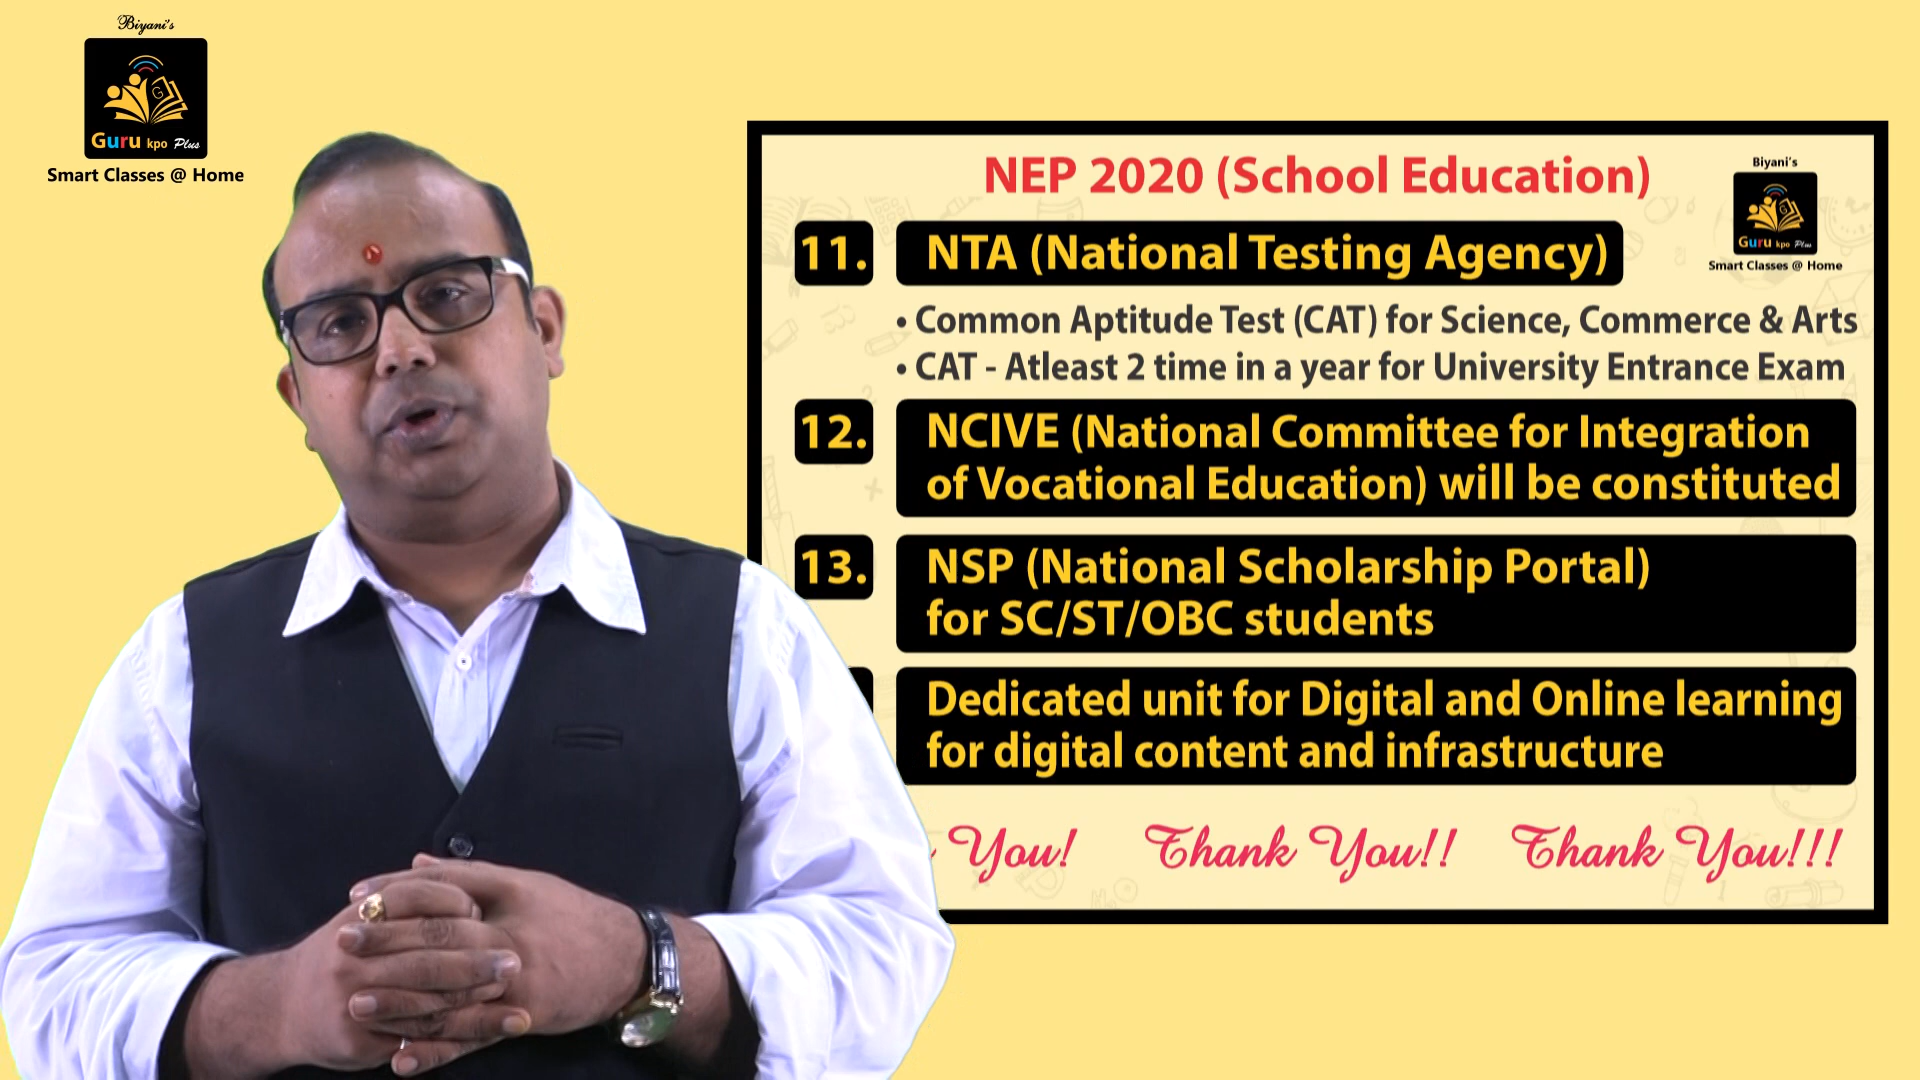 Biyani's
Guru kpo Plus
Smart Classes @ Home
NEP 2020 (School Education)
Biyani's
Guru kpo Plus
Smart Classes @ Home
11. NTA (National Testing Agency)
• Common Aptitude Test (CAT) for Science, Commerce & Arts
• CAT - Atleast 2 time in a year for University Entrance Exam
12. NCIVE (National Committee for Integration
of Vocational Education) will be constituted
13. NSP (National Scholarship Portal)
for SC/ST/OBC students
Dedicated unit for Digital and Online learning
for digital content and infrastructure
You! Thank You!! Thank You!!!